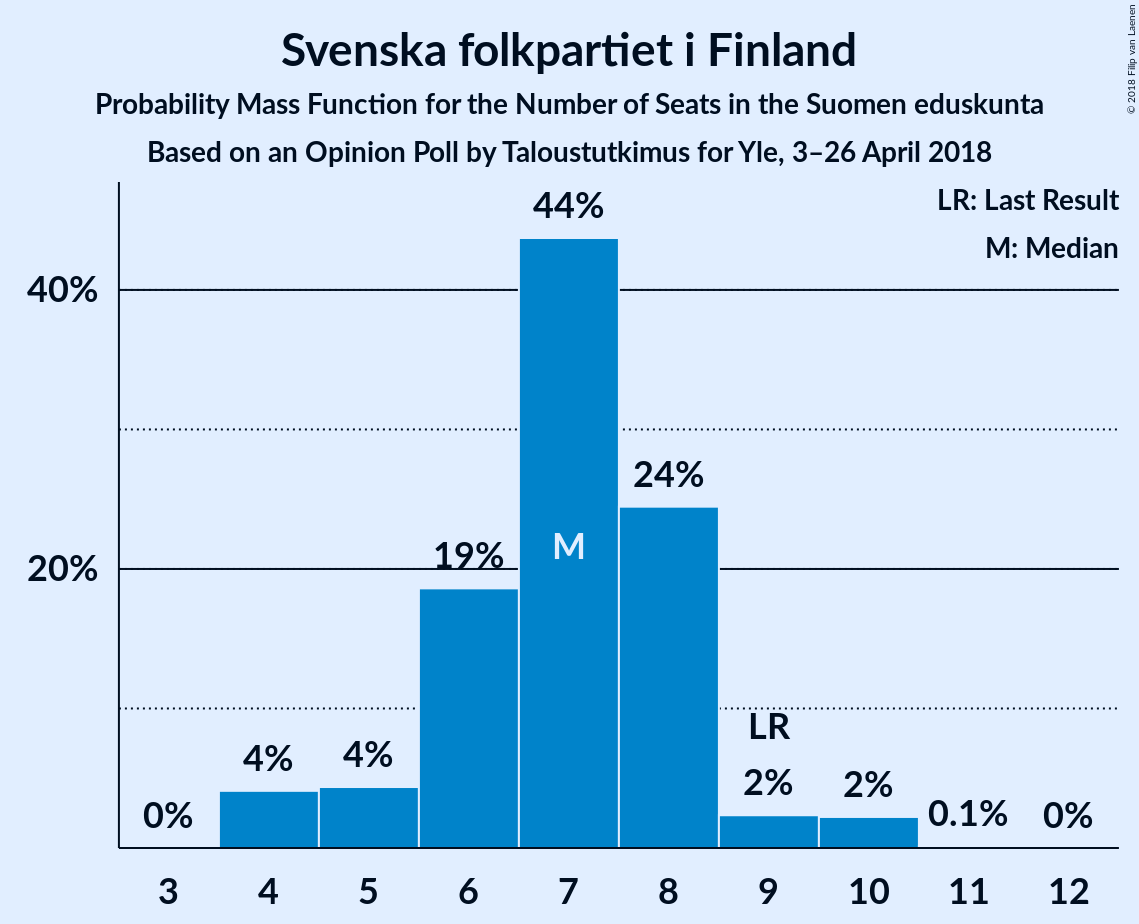 Svenska folkpartiet i Finland
Probability Mass Function for the Number of Seats in the Suomen eduskunta
Based on an Opinion Poll by Taloustutkimus for Yle, 3–26 April 2018
© 2018 Filip van Laenen
LR: Last Result
M: Median
44%
40%
24%
19%
M
20%
LR
4%
4%
2%
2%
0%
0.1%
0%
3 4 5 6 7 8 9 10 11 12